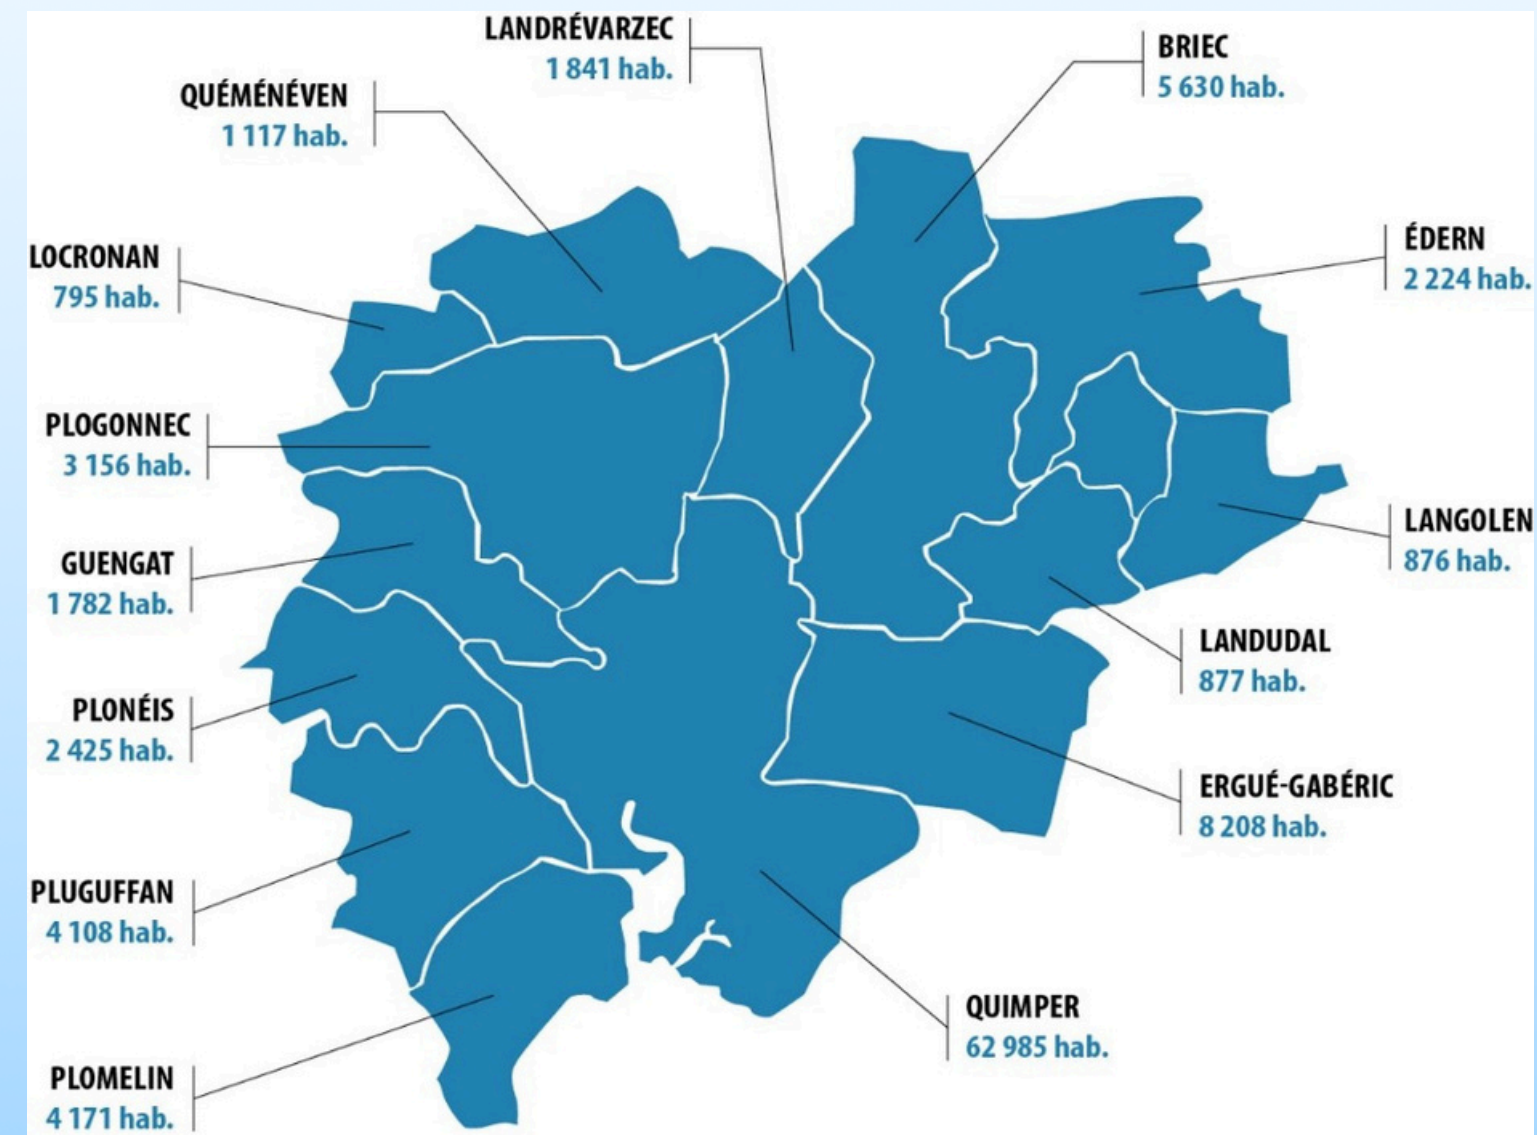 LANDRÉVARZEC
1 841 hab.
BRIEC
5 630 hab.
QUÉMÉNÉVEN
1 117 hab.
ÉDERN
2 224 hab.
LOCRONAN
795 hab.
PLOGONNEC
3 156 hab.
LANGOLEN
876 hab.
GUENGAT
1 782 hab.
LANDUDAL
877 hab.
PLONÉIS
2 425 hab.
ERGUÉ-GABÉRIC
8 208 hab.
PLUGUFFAN
4 108 hab.
QUIMPER
62 985 hab.
PLOMELIN
4 171 hab.